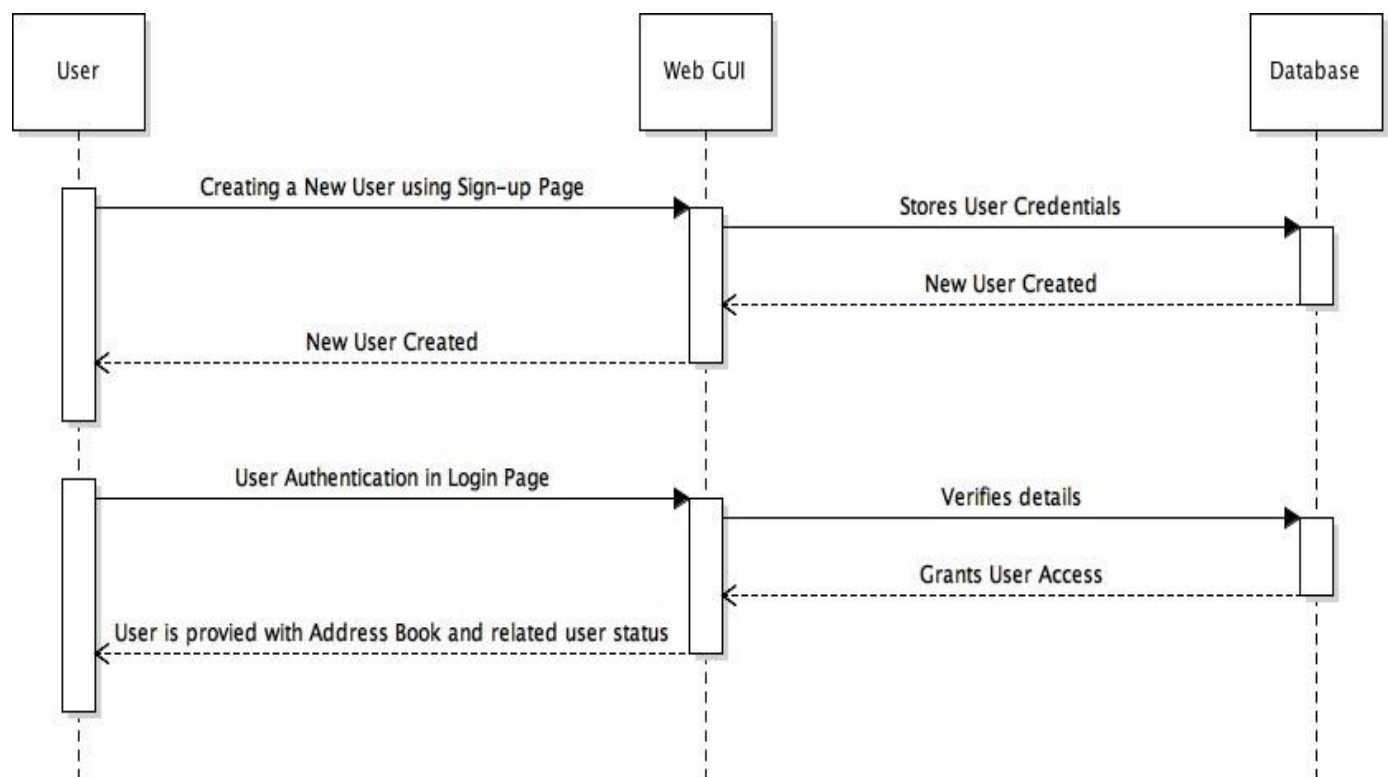 User
Web GUI
Database
Creating a New User using Sign-up Page
Stores User Credentials
New User Created
New User Created
User Authentication in Login Page
Verifies details
Grants User Access
User is provied with Address Book and related user status